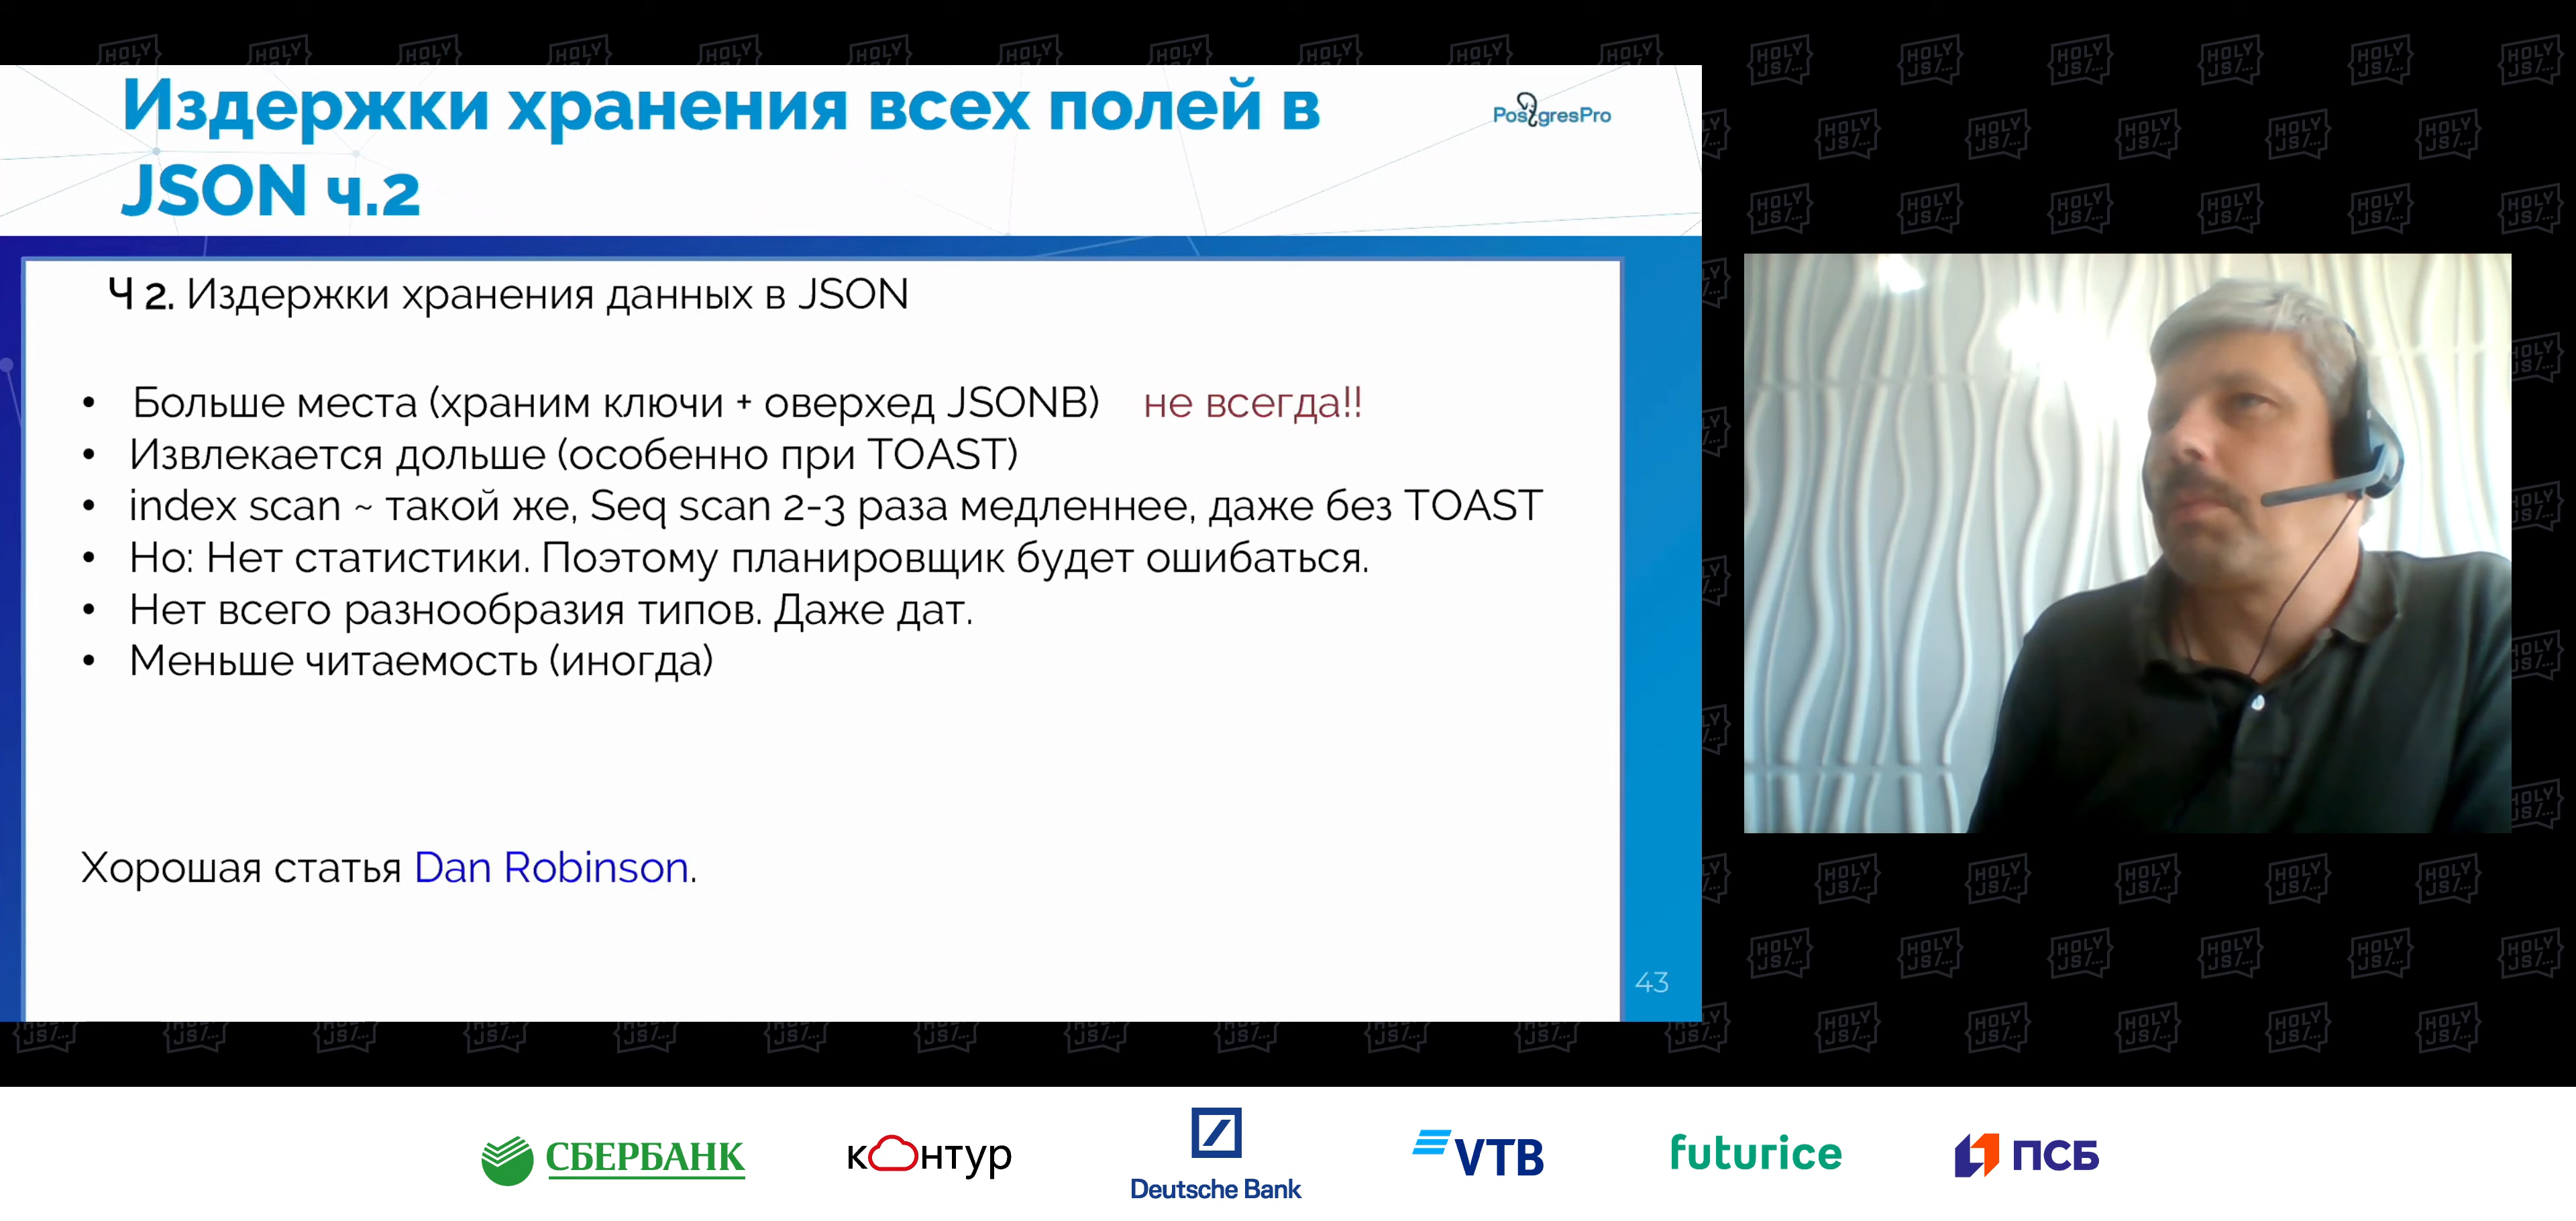 Издержки хранения всех полей в
JSON ч.2
PostgresPro
Ч 2. Издержки хранения данных в JSON
• Больше места (храним ключи + оверхед JSONB) не всегда!!
• Извлекается дольше (особенно при TOAST)
• index scan ~ такой же, Seq scan 2-3 раза медленнее, даже без TOAST
• Но: Нет статистики. Поэтому планировщик будет ошибаться.
• Нет всего разнообразия типов. Даже дат.
• Меньше читаемость (иногда)
Хорошая статья Dan Robinson.
43
HOLY
JS/...
СБЕРБАНК
контур
Deutsche Bank
VTB
futurice
ПСБ